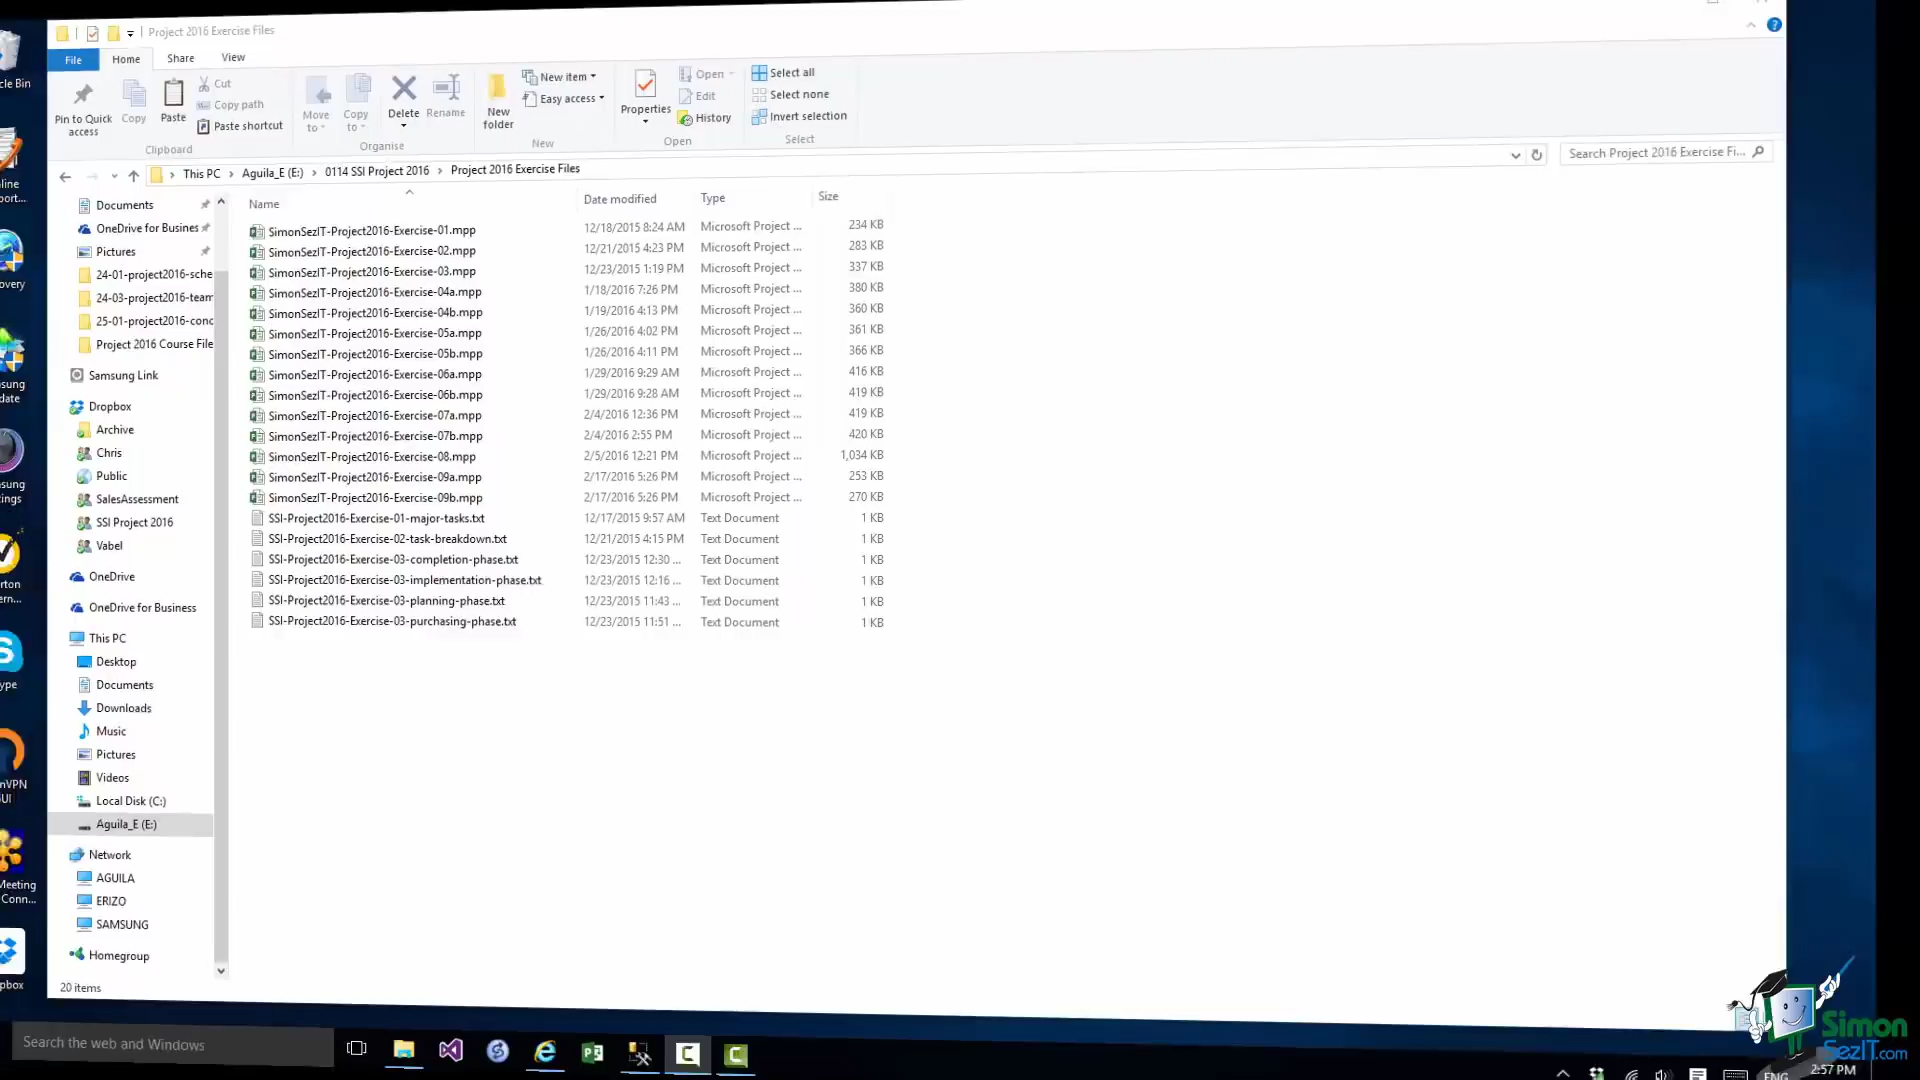 Project 2016 Exercise Files
File Home Share View
Pin to Quick access
Copy
Paste
Cut
Copy path
Paste shortcut
Clipboard
Move to
Copy to
Delete
Rename
Organise
New folder
New item
Easy access
New
Properties
Open
Edit
History
Open
Select all
Select none
Invert selection
Select
This PC > Aguila_E (E:) > 0114 SSI Project 2016 > Project 2016 Exercise Files
Search Project 2016 Exercise Fi...
Name Date modified Type Size
SimonSezIT-Project2016-Exercise-01.mpp 12/18/2015 8:24 AM Microsoft Project ... 234 KB
SimonSezIT-Project2016-Exercise-02.mpp 12/21/2015 4:23 PM Microsoft Project ... 283 KB
SimonSezIT-Project2016-Exercise-03.mpp 12/23/2015 1:19 PM Microsoft Project ... 337 KB
SimonSezIT-Project2016-Exercise-04a.mpp 1/18/2016 7:26 PM Microsoft Project ... 380 KB
SimonSezIT-Project2016-Exercise-04b.mpp 1/19/2016 4:13 PM Microsoft Project ... 360 KB
SimonSezIT-Project2016-Exercise-05a.mpp 1/26/2016 4:02 PM Microsoft Project ... 361 KB
SimonSezIT-Project2016-Exercise-05b.mpp 1/26/2016 4:11 PM Microsoft Project ... 366 KB
SimonSezIT-Project2016-Exercise-06a.mpp 1/29/2016 9:29 AM Microsoft Project ... 416 KB
SimonSezIT-Project2016-Exercise-06b.mpp 1/29/2016 9:28 AM Microsoft Project ... 419 KB
SimonSezIT-Project2016-Exercise-07a.mpp 2/4/2016 12:36 PM Microsoft Project ... 419 KB
SimonSezIT-Project2016-Exercise-07b.mpp 2/4/2016 2:55 PM Microsoft Project ... 420 KB
SimonSezIT-Project2016-Exercise-08.mpp 2/5/2016 12:21 PM Microsoft Project ... 1,034 KB
SimonSezIT-Project2016-Exercise-09a.mpp 2/17/2016 5:26 PM Microsoft Project ... 253 KB
SimonSezIT-Project2016-Exercise-09b.mpp 2/17/2016 5:26 PM Microsoft Project ... 270 KB
SSI-Project2016-Exercise-01-major-tasks.txt 12/17/2015 9:57 AM Text Document 1 KB
SSI-Project2016-Exercise-02-task-breakdown.txt 12/21/2015 4:15 PM Text Document 1 KB
SSI-Project2016-Exercise-03-completion-phase.txt 12/23/2015 12:30 ... Text Document 1 KB
SSI-Project2016-Exercise-03-implementation-phase.txt 12/23/2015 12:16 ... Text Document 1 KB
SSI-Project2016-Exercise-03-planning-phase.txt 12/23/2015 11:43 ... Text Document 1 KB
SSI-Project2016-Exercise-03-purchasing-phase.txt 12/23/2015 11:51 ... Text Document 1 KB
Documents
OneDrive for Busines
Pictures
24-01-project2016-sche
24-03-project2016-team
25-01-project2016-conc
Project 2016 Course File
Samsung Link
Dropbox
Archive
Chris
Public
SalesAssessment
SSI Project 2016
Vabel
OneDrive
OneDrive for Business
This PC
Desktop
Documents
Downloads
Music
Pictures
Videos
Local Disk (C:)
Aguila_E (E:)
Network
AGUILA
ERIZO
SAMSUNG
Homegroup
20 items
cle Bin
nline
port...
overy
sung
date
sung
ings
orton
ern...
ype
nVPN
GUI
Meeting
Conn...
pbox
Search the web and Windows
ENG
2:57 PM
Simon
SezIT.com